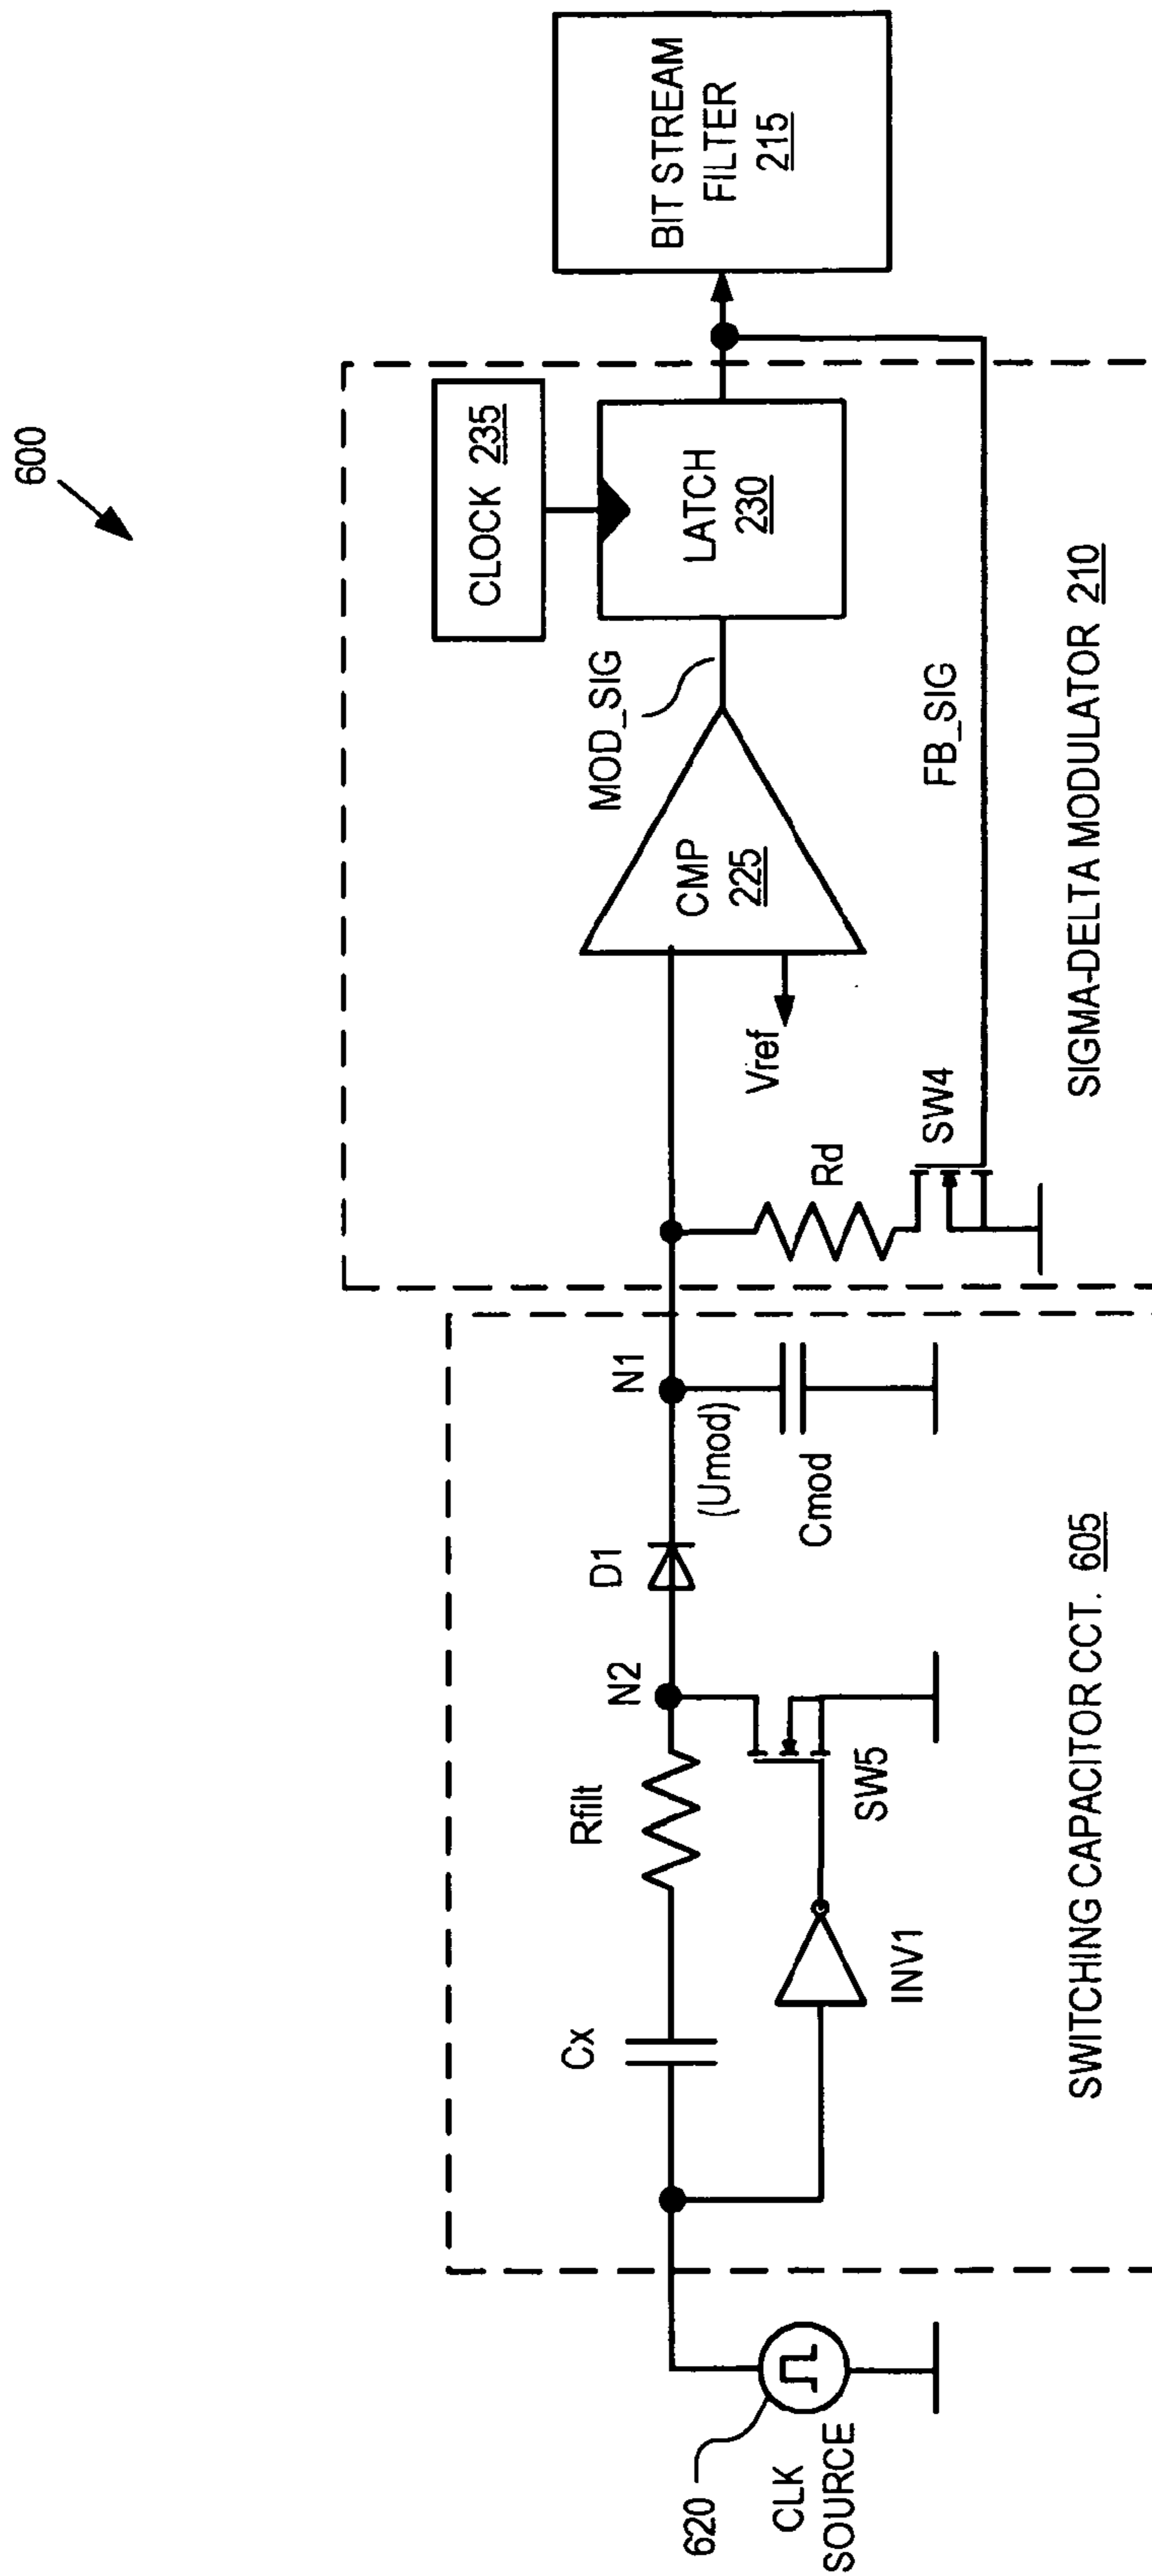 600
CLOCK 235
BIT STREAM
FILTER
215
LATCH
230
MOD_SIG
CMP
225
Vref
FB_SIG
SW4
Rd
SIGMA-DELTA MODULATOR 210
N1
(Umod)
Cmod
D1
N2
SW5
Rfilt
INV1
Cx
SWITCHING CAPACITOR CCT. 605
620
CLK
SOURCE